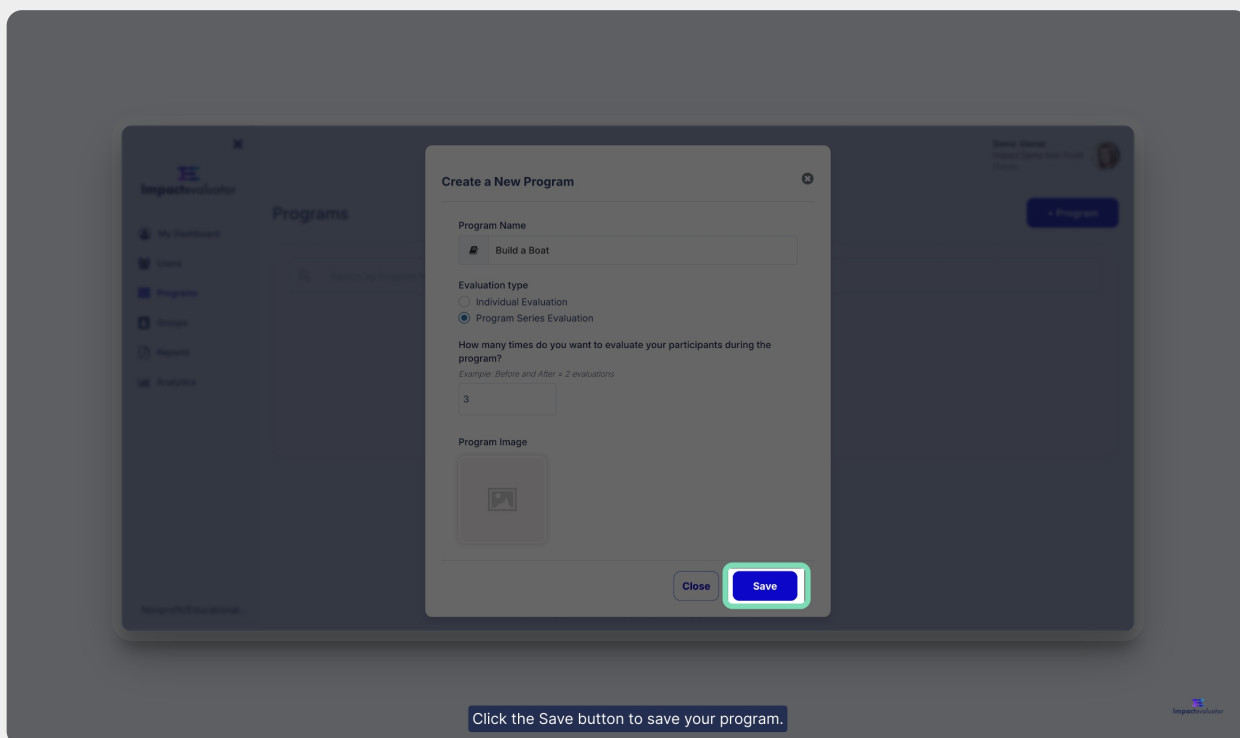 Impactevaluator
My Dashboard
Users
Programs
Groups
Reports
Analytics
Programs
+ Program
Create a New Program
Program Name
Build a Boat
Evaluation type
Individual Evaluation
Program Series Evaluation
How many times do you want to evaluate your participants during the
program?
Example: Before and After = 2 evaluations
3
Program Image
Close
Save
Click the Save button to save your program.
Impactevaluator